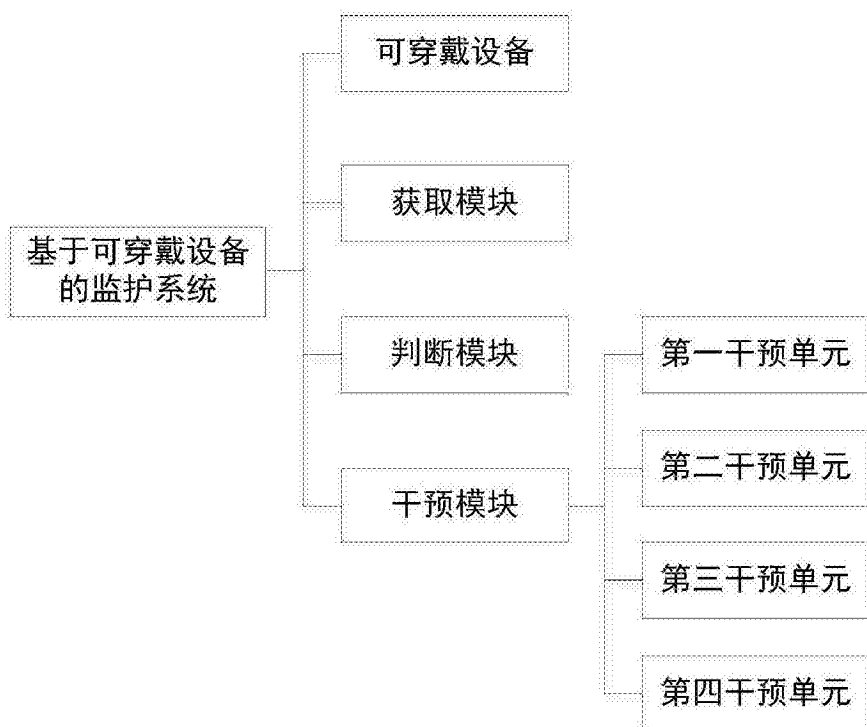 可穿戴设备
获取模块
基于可穿戴设备
的监护系统
判断模块
第一干预单元
第二干预单元
干预模块
第三干预单元
第四干预单元